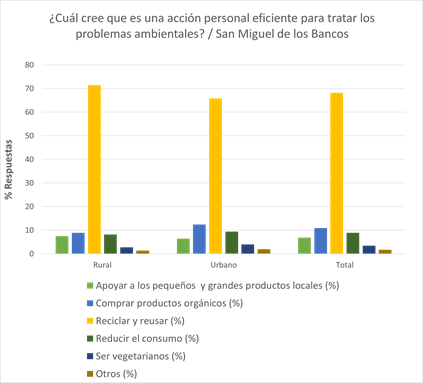 ¿Cuál cree que es una acción personal eficiente para tratar los
problemas ambientales? / San Miguel de los Bancos
% Respuestas
80
70
60
50
40
30
20
10
0
Rural
Urbano
Total
Apoyar a los pequeños y grandes productos locales (%)
Comprar productos orgánicos (%)
Reciclar y reusar (%)
Reducir el consumo (%)
Ser vegetarianos (%)
Otros (%)